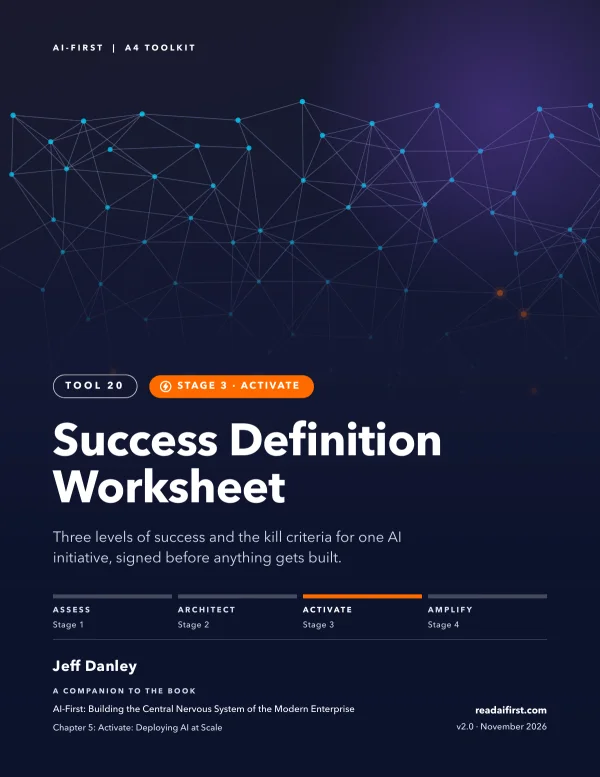 AI-FIRST | A4 TOOLKIT
TOOL 20
STAGE 3 · ACTIVATE
Success Definition
Worksheet
Three levels of success and the kill criteria for one AI
initiative, signed before anything gets built.
ASSESS
Stage 1
ARCHITECT
Stage 2
ACTIVATE
Stage 3
AMPLIFY
Stage 4
Jeff Danley
A COMPANION TO THE BOOK
AI-First: Building the Central Nervous System of the Modern Enterprise
Chapter 5: Activate: Deploying AI at Scale
readaifirst.com
v2.0 · November 2026